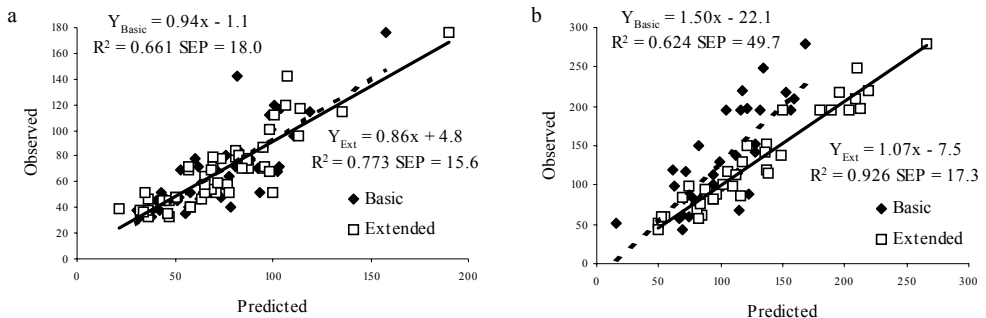 a
Y Basic = 0.94x - 1.1
R² = 0.661 SEP = 18.0
180
160
140
120
100
80
60
40
20
0
Observed
Y Ext = 0.86x + 4.8
R² = 0.773 SEP = 15.6
Basic
Extended
0
50
100
150
200
Predicted
b
Y Basic = 1.50x - 22.1
R² = 0.624 SEP = 49.7
300
250
200
150
100
50
0
Observed
Y Ext = 1.07x - 7.5
R² = 0.926 SEP = 17.3
Basic
Extended
0
50
100
150
200
250
300
Predicted